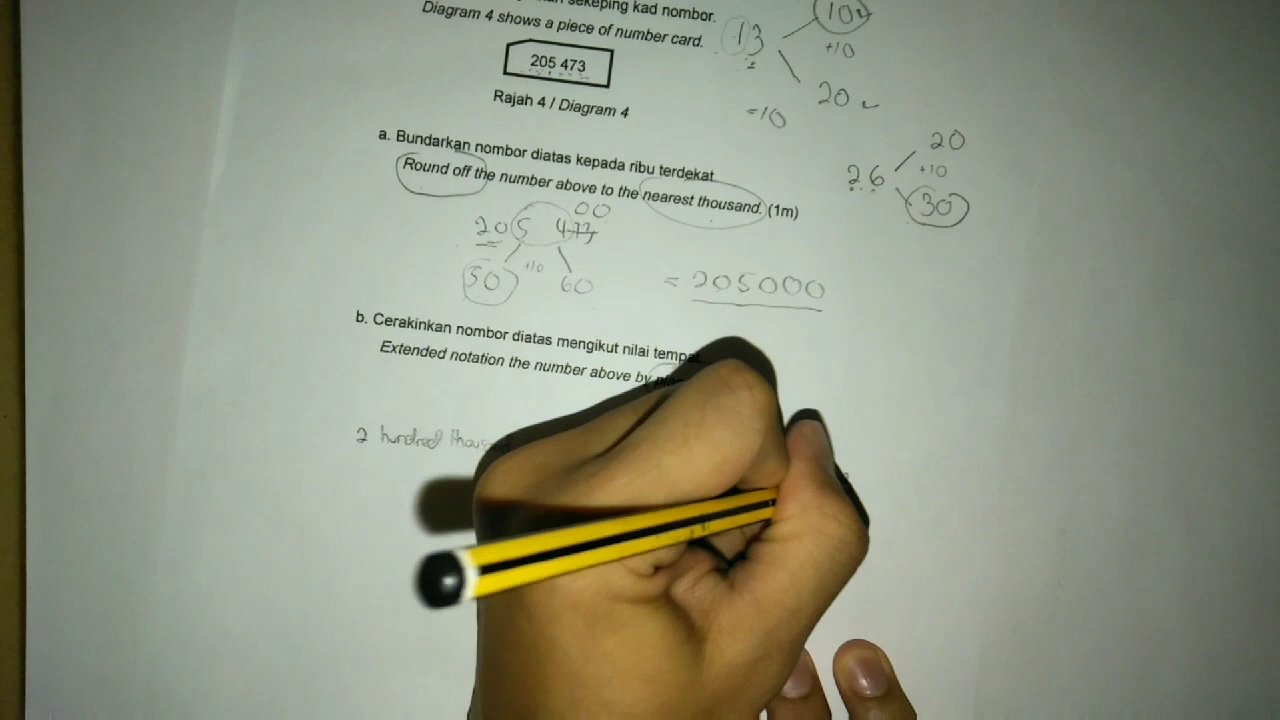 sekeping kad nombor.
Diagram 4 shows a piece of number card.
205 473
Rajah 4 / Diagram 4
13
10
+10
20
=10
26
20
+10
30
a. Bundarkan nombor diatas kepada ribu terdekat
Round off the number above to the nearest thousand. (1m)
00
205 473
50
+10
60
= 205000
b. Cerakinkan nombor diatas mengikut nilai tempat.
Extended notation the number above by
2 hundred